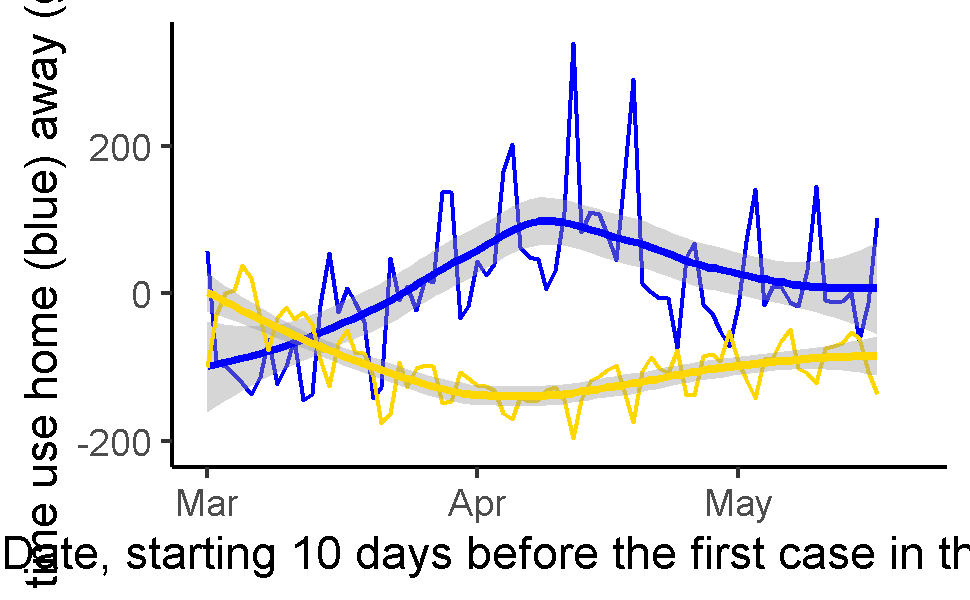 time use home (blue) away (
200
0
-200
Mar Apr May
Date, starting 10 days before the first case in th